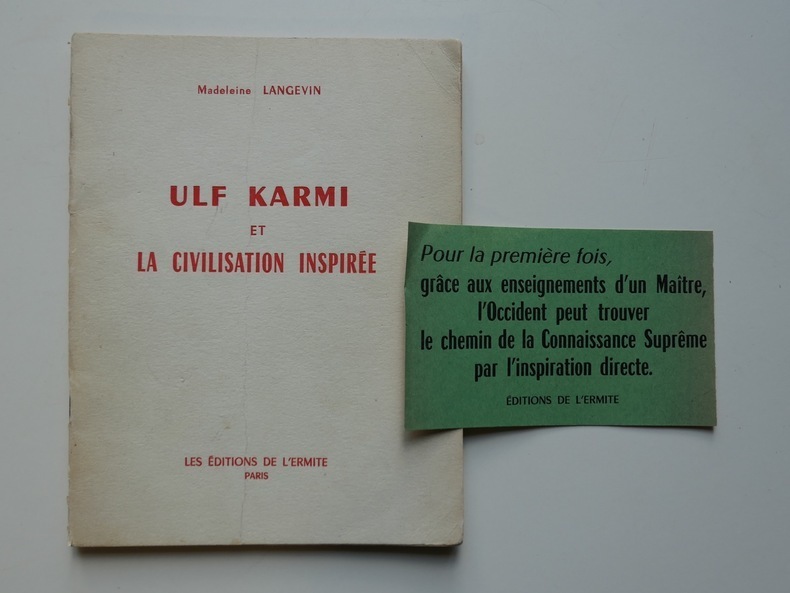 Madeleine LANGEVIN
ULF KARMI
ET
LA CIVILISATION INSPIRÉE
LES ÉDITIONS DE L'ERMITE
PARIS
Pour la première fois,
grâce aux enseignements d'un Maître,
l'Occident peut trouver
le chemin de la Connaissance Suprême
par l'inspiration directe.
ÉDITIONS DE L'ERMITE